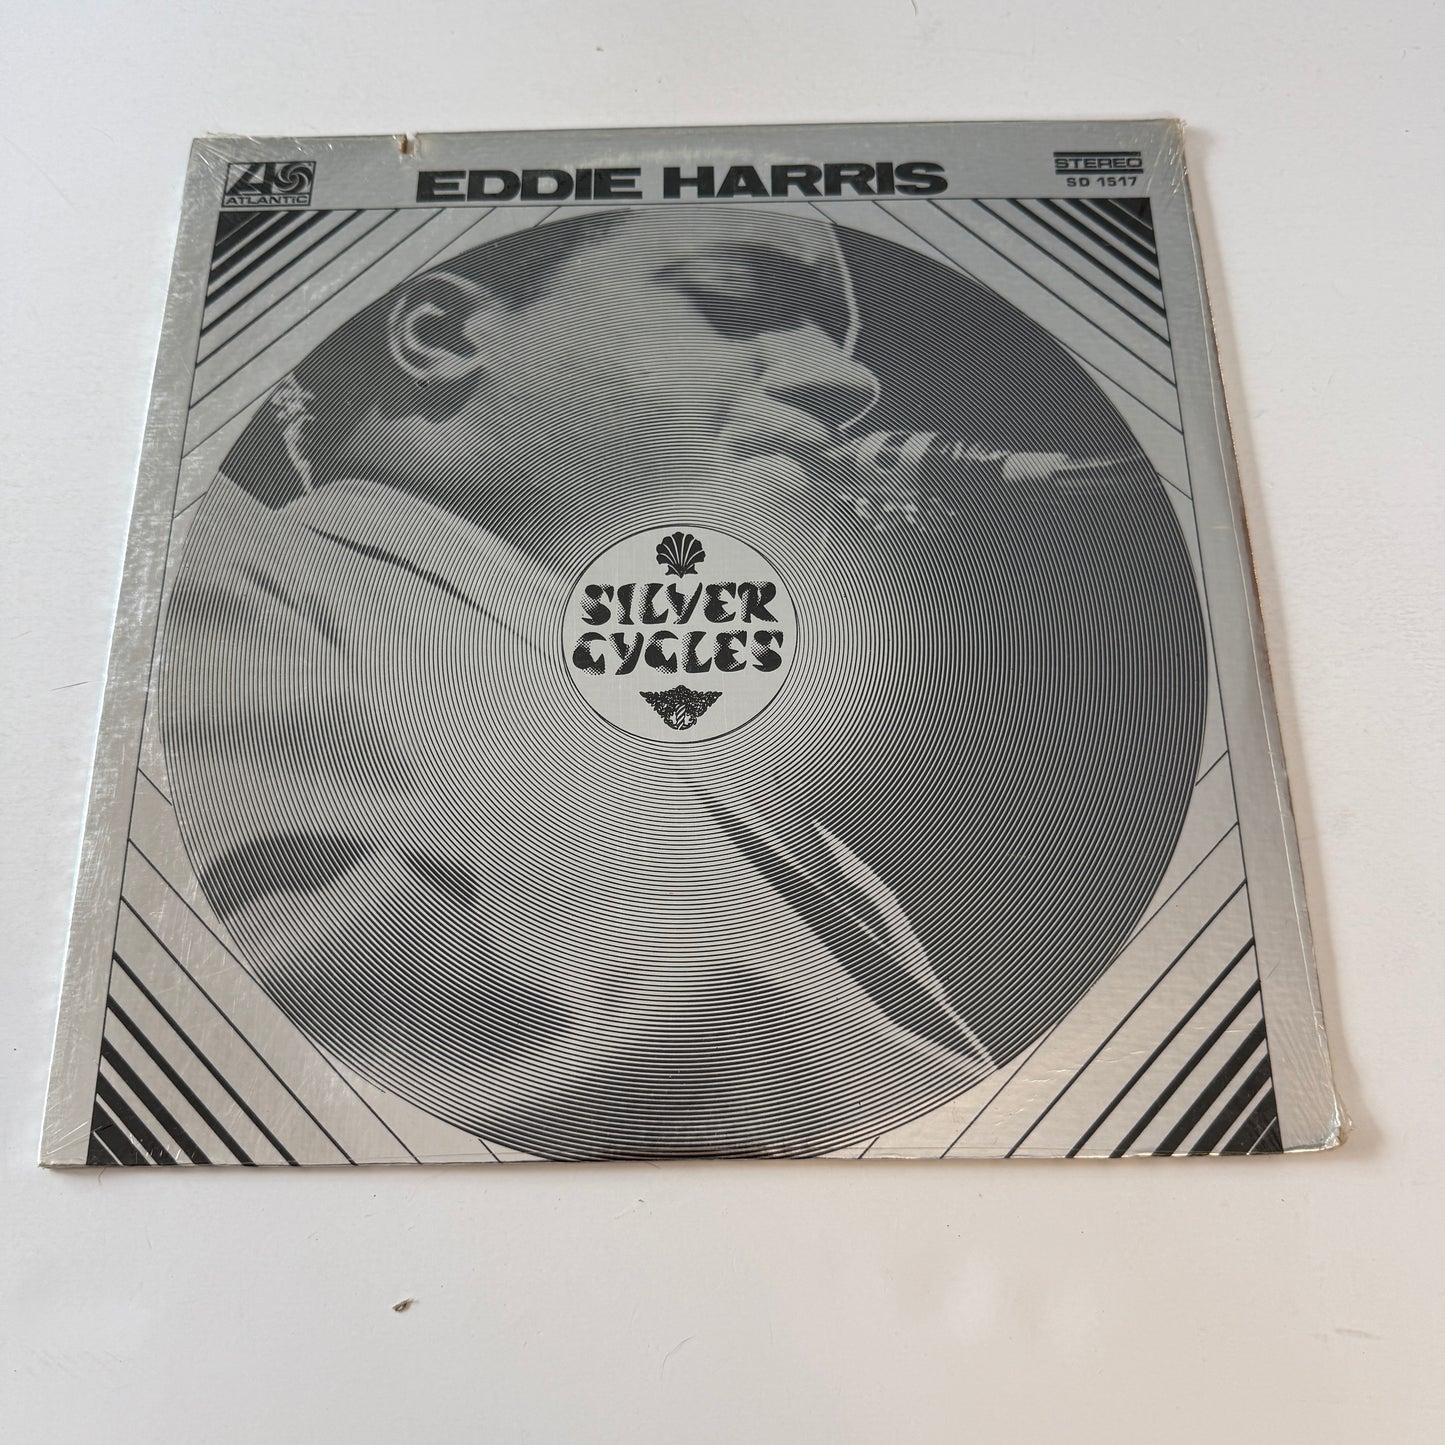 ATLANTIC
EDDIE HARRIS
STEREO
SD 1517
SILVER
CYCLES